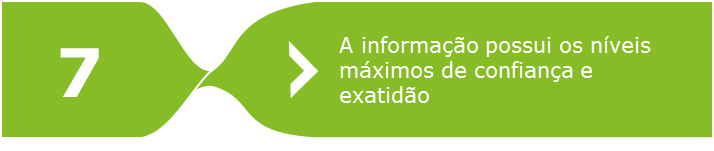 7
A informação possui os níveis
máximos de confiança e
exatidão